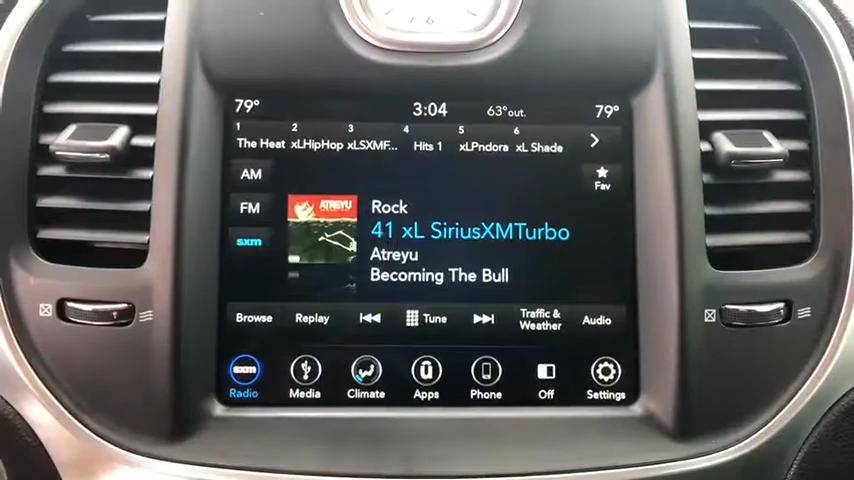 6
79°
3:04
63°out.
79°
1 2 3 4 5 6
The Heat xLHipHop xLSXMF... Hits 1 xLPndora xL Shade
AM
Fav
FM
Rock
ATREYU
sxm
41 xL SiriusXMTurbo
Atreyu
Becoming The Bull
Browse
Replay
Tune
Traffic &
Weather
Audio
sxm
Radio
Media
Climate
Apps
Phone
Off
Settings